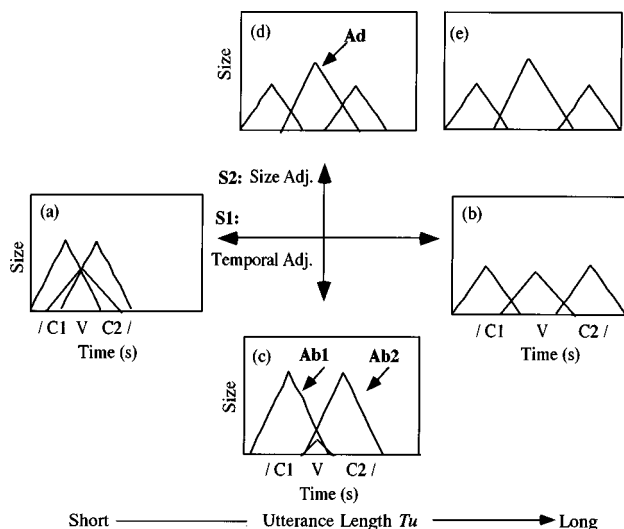 (d)
Ad
Size
(e)
S2: Size Adj.
S1:
Temporal Adj.
(a)
Size
/ C1 V C2 /
Time (s)
(b)
/ C1 V C2 /
Time (s)
(c)
Ab1
Ab2
Size
/ C1 V C2 /
Time (s)
Short Utterance Length Tu Long